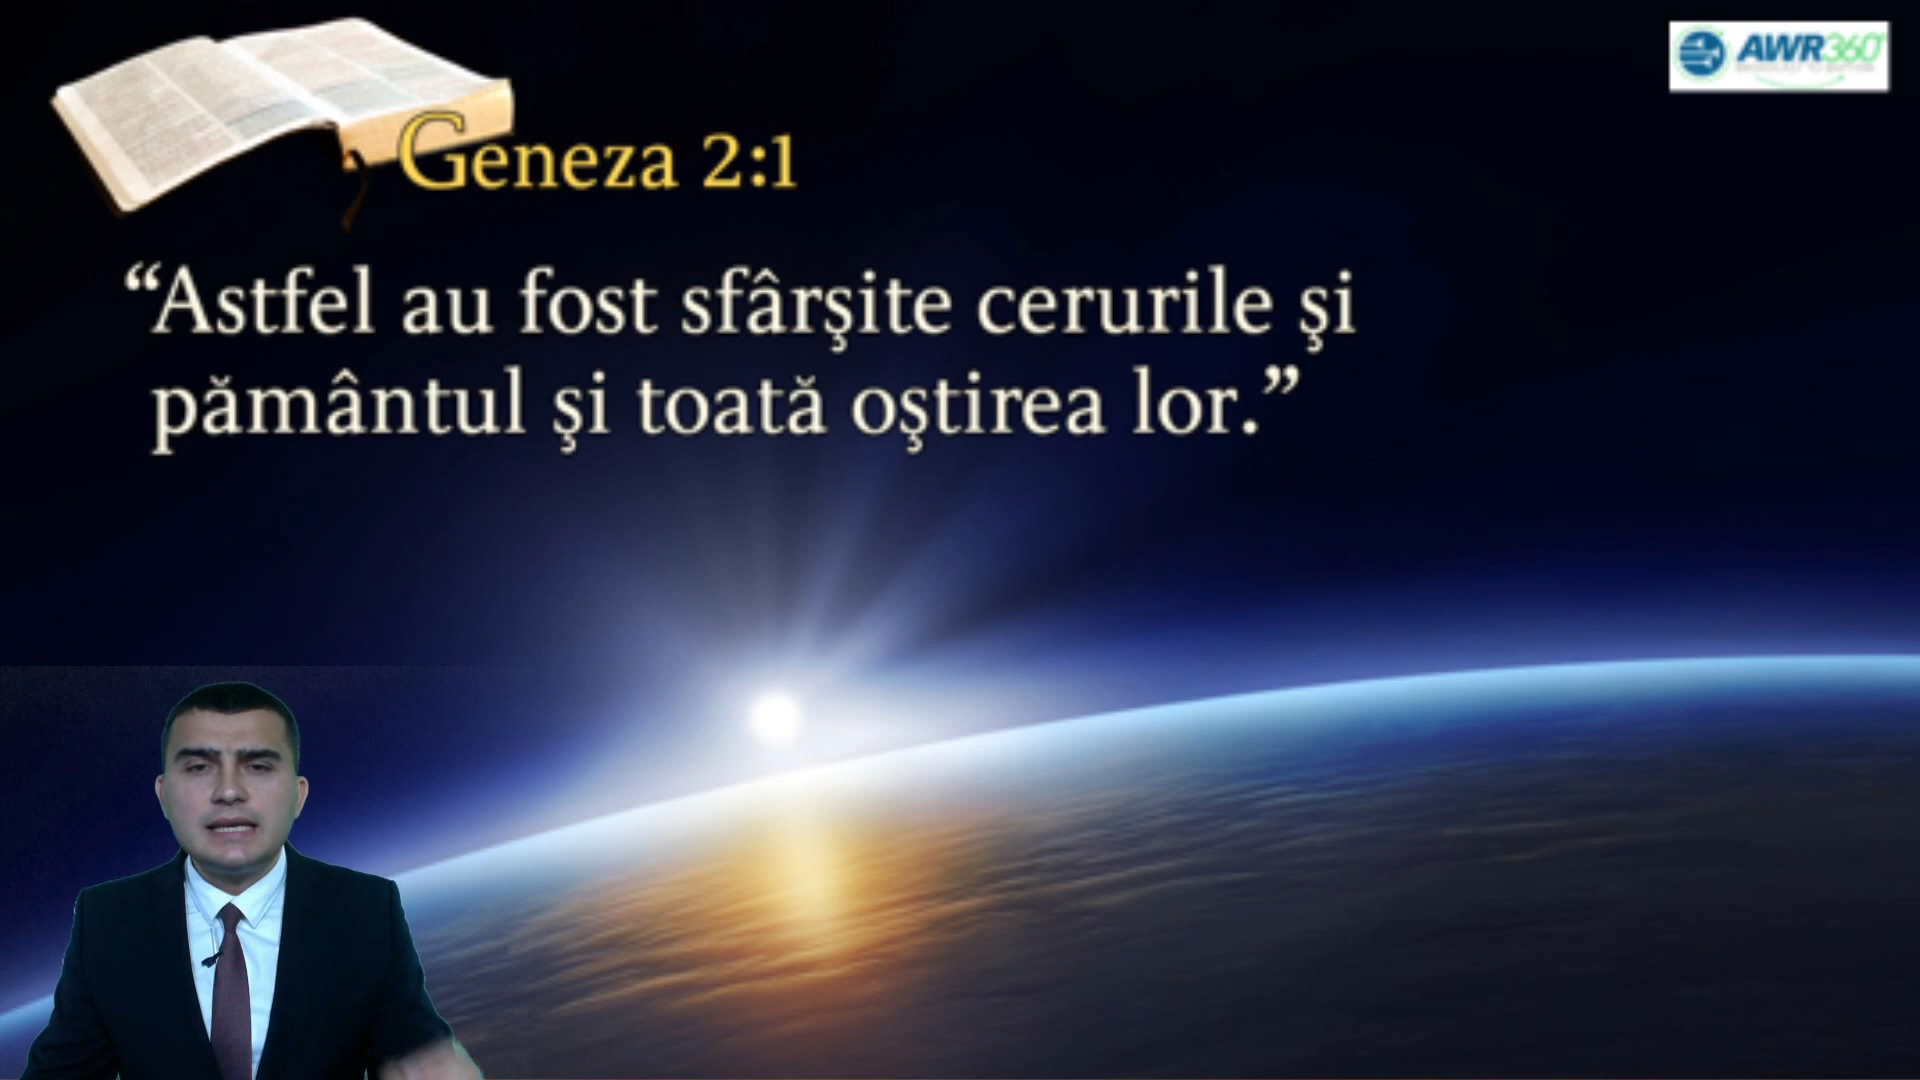 Geneza 2:1
AWR360°
“Astfel au fost sfârşite cerurile şi
pământul şi toată oştirea lor.”